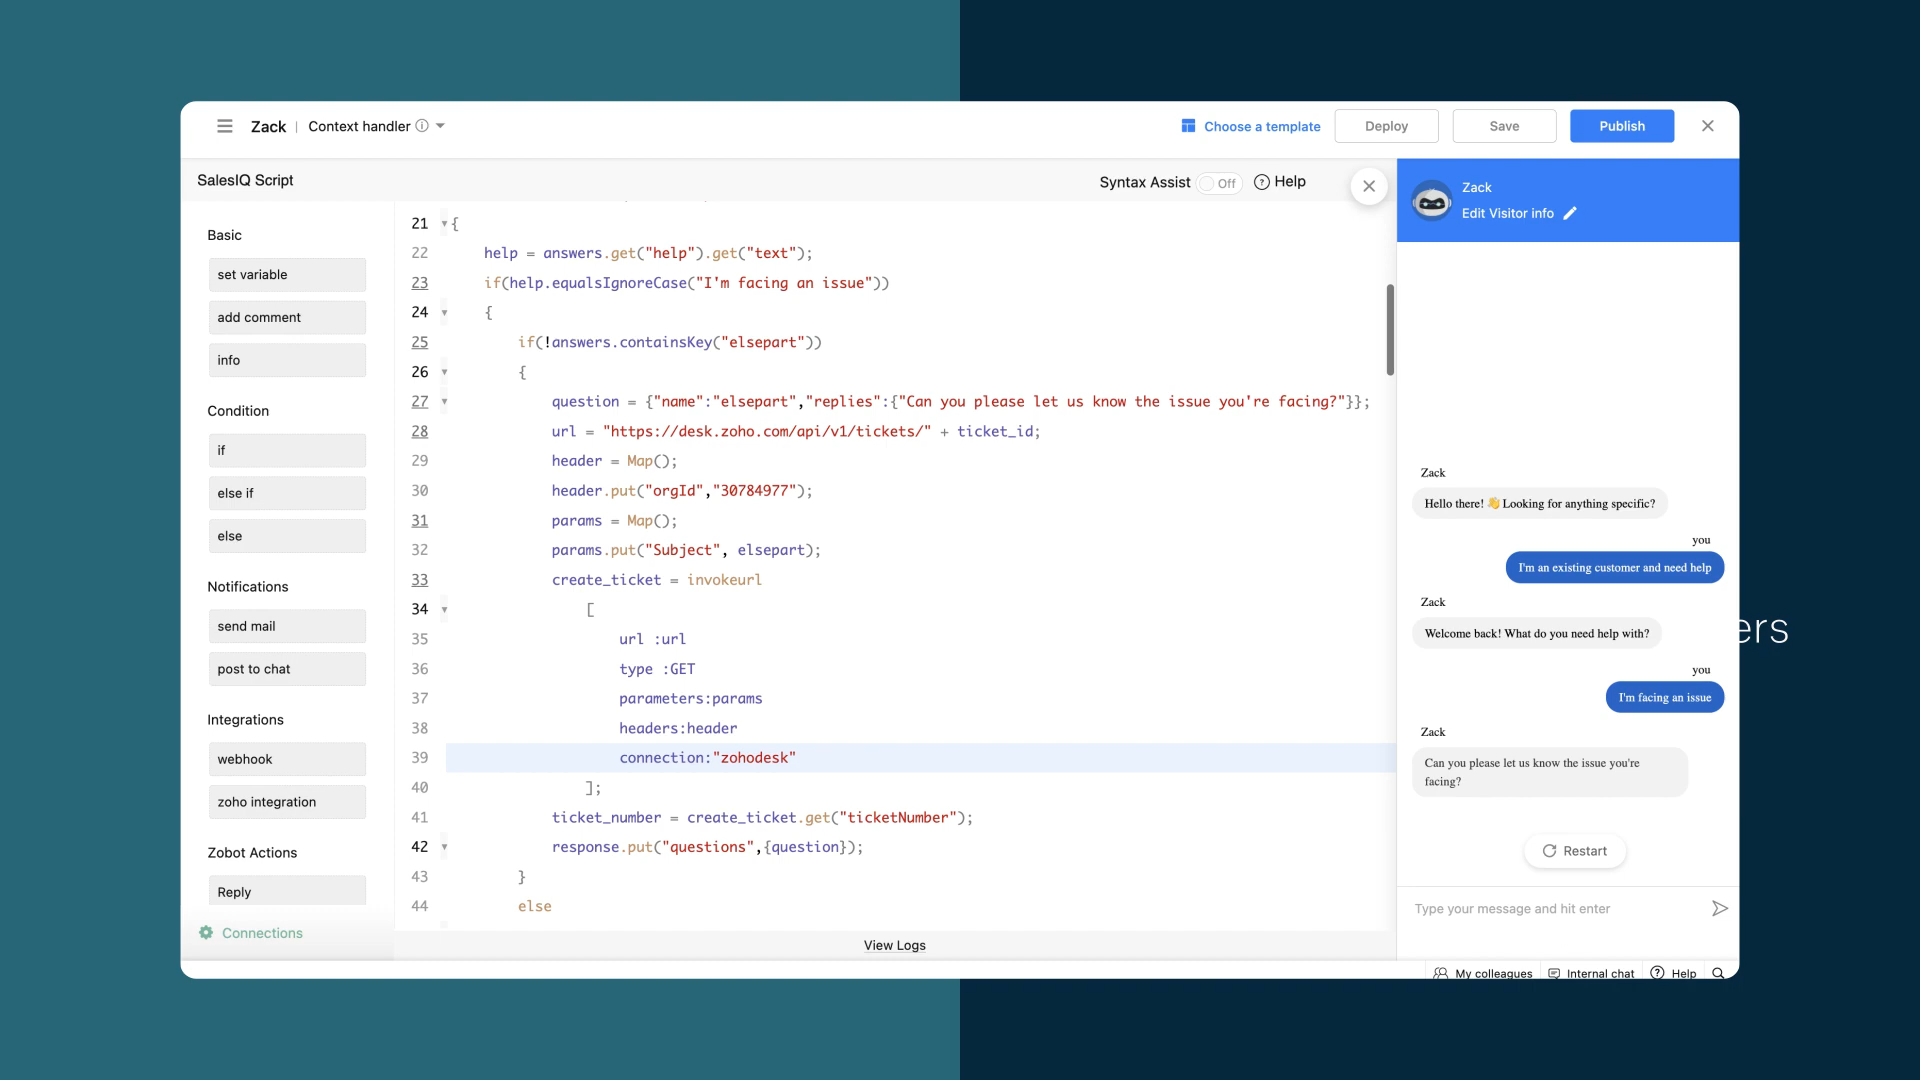 Zack | Context handler
Choose a template
Deploy
Save
Publish
SalesIQ Script
Syntax Assist Off
Help
Basic
set variable
add comment
info
Condition
if
else if
else
Notifications
send mail
post to chat
Integrations
webhook
zoho integration
Zobot Actions
Reply
Connections
21 {
22 help = answers.get("help").get("text");
23 if(help.equalsIgnoreCase("I'm facing an issue"))
24 {
25 if(!answers.containsKey("elsepart"))
26 {
27 question = {"name":"elsepart","replies":{"Can you please let us know the issue you're facing?"}};
28 url = "https://desk.zoho.com/api/v1/tickets/" + ticket_id;
29 header = Map();
30 header.put("orgId","30784977");
31 params = Map();
32 params.put("Subject", elsepart);
33 create_ticket = invokeurl
34 [
35 url :url
36 type :GET
37 parameters:params
38 headers:header
39 connection:"zohodesk"
40 ];
41 ticket_number = create_ticket.get("ticketNumber");
42 response.put("questions",{question});
43 }
44 else
View Logs
Zack
Edit Visitor info
Zack
Hello there! 👋 Looking for anything specific?
you
I'm an existing customer and need help
Zack
Welcome back! What do you need help with?
you
I'm facing an issue
Zack
Can you please let us know the issue you're
facing?
Restart
Type your message and hit enter
My colleagues
Internal chat
Help
ers